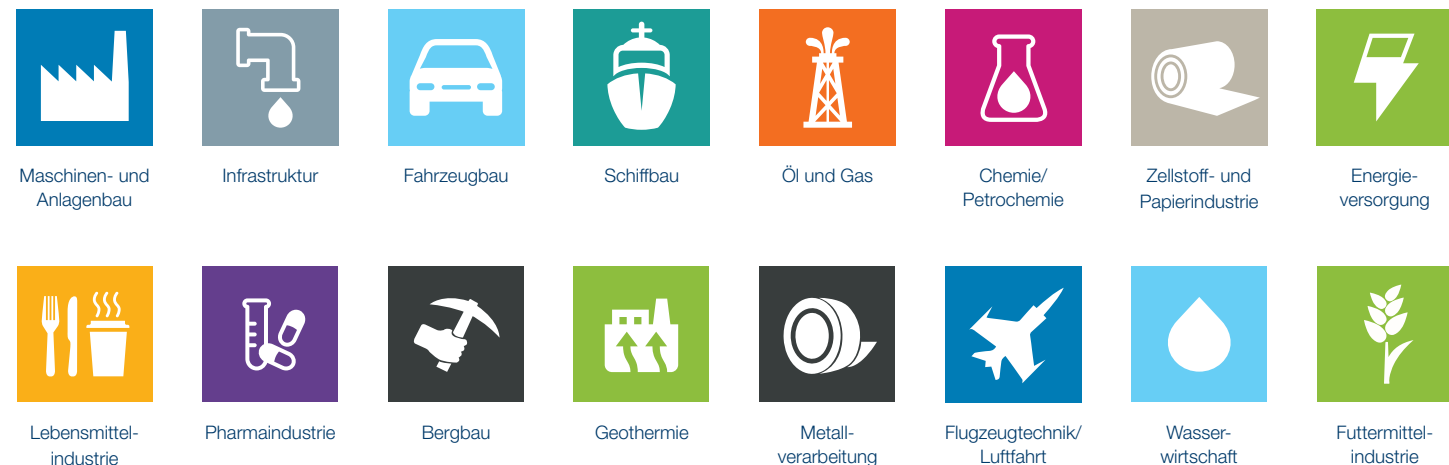 Maschinen- und
Anlagenbau
Infrastruktur
Fahrzeugbau
Schiffbau
Öl und Gas
Chemie/
Petrochemie
Zellstoff- und
Papierindustrie
Energie-
versorgung
Lebensmittel-
industrie
Pharmaindustrie
Bergbau
Geothermie
Metall-
verarbeitung
Flugzeugtechnik/
Luftfahrt
Wasser-
wirtschaft
Futtermittel-
industrie